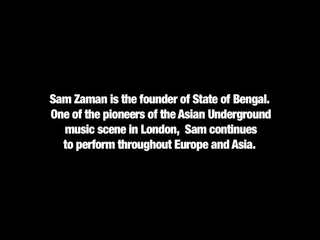 Sam Zaman is the founder of State of Bengal.
One of the pioneers of the Asian Underground
music scene in London, Sam continues
to perform throughout Europe and Asia.